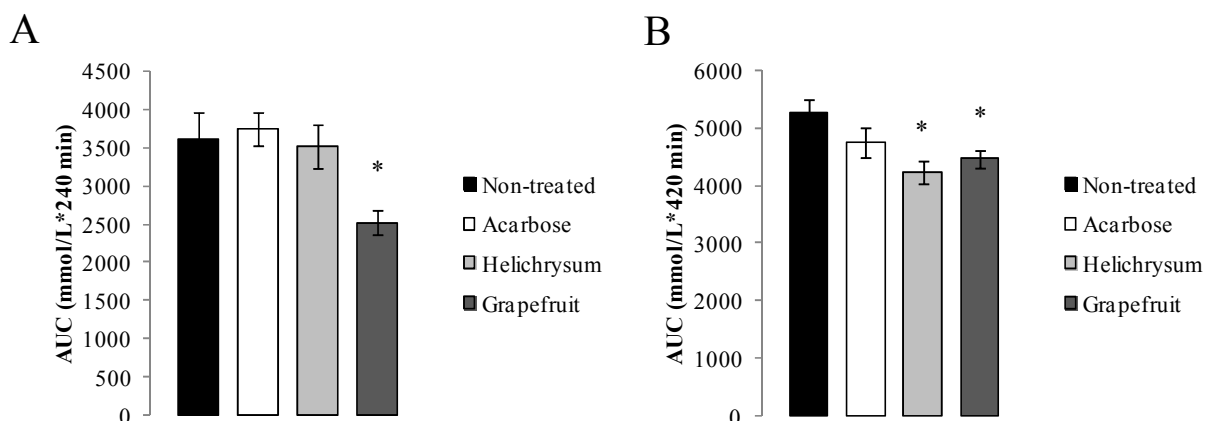 A
AUC (mmol/L*240 min)
4500
4000
3500
3000
2500
2000
1500
1000
500
0
*
Non-treated
Acarbose
Helichrysum
Grapefruit
B
AUC (mmol/L*420 min)
6000
5000
4000
3000
2000
1000
0
* *
Non-treated
Acarbose
Helichrysum
Grapefruit